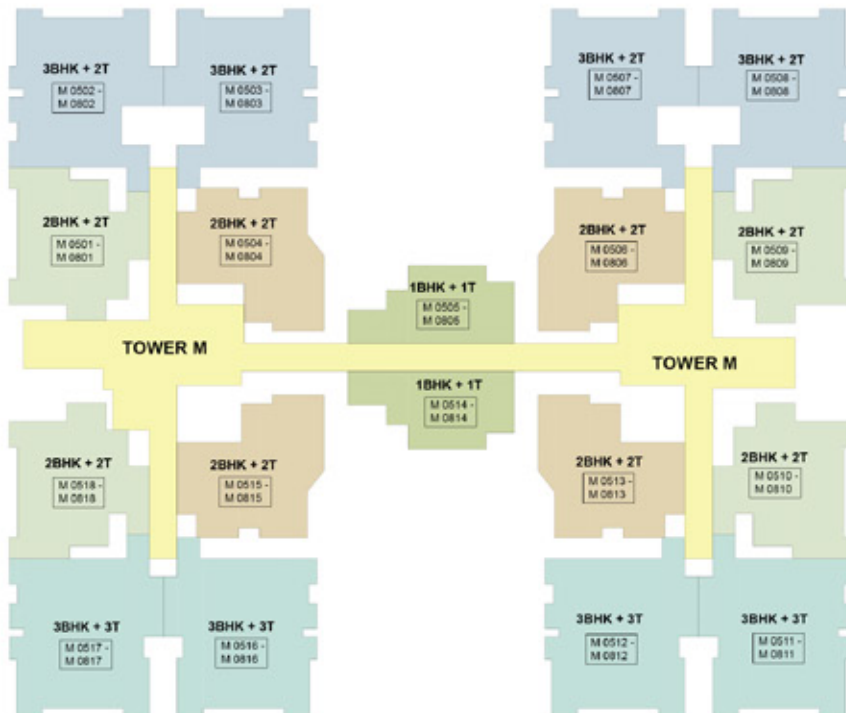 3BHK + 2T
M 0502 -
M 0802
3BHK + 2T
M 0503 -
M 0803
3BHK + 2T
M 0507 -
M 0807
3BHK + 2T
M 0508 -
M 0808
2BHK + 2T
M 0501 -
M 0801
2BHK + 2T
M 0504 -
M 0804
2BHK + 2T
M 0506 -
M 0806
2BHK + 2T
M 0509 -
M 0809
1BHK + 1T
M 0505 -
M 0805
TOWER M
TOWER M
1BHK + 1T
M 0514 -
M 0814
2BHK + 2T
M 0518 -
M 0818
2BHK + 2T
M 0515 -
M 0815
2BHK + 2T
M 0513 -
M 0813
2BHK + 2T
M 0510 -
M 0810
3BHK + 3T
M 0517 -
M 0817
3BHK + 3T
M 0516 -
M 0816
3BHK + 3T
M 0512 -
M 0812
3BHK + 3T
M 0511 -
M 0811